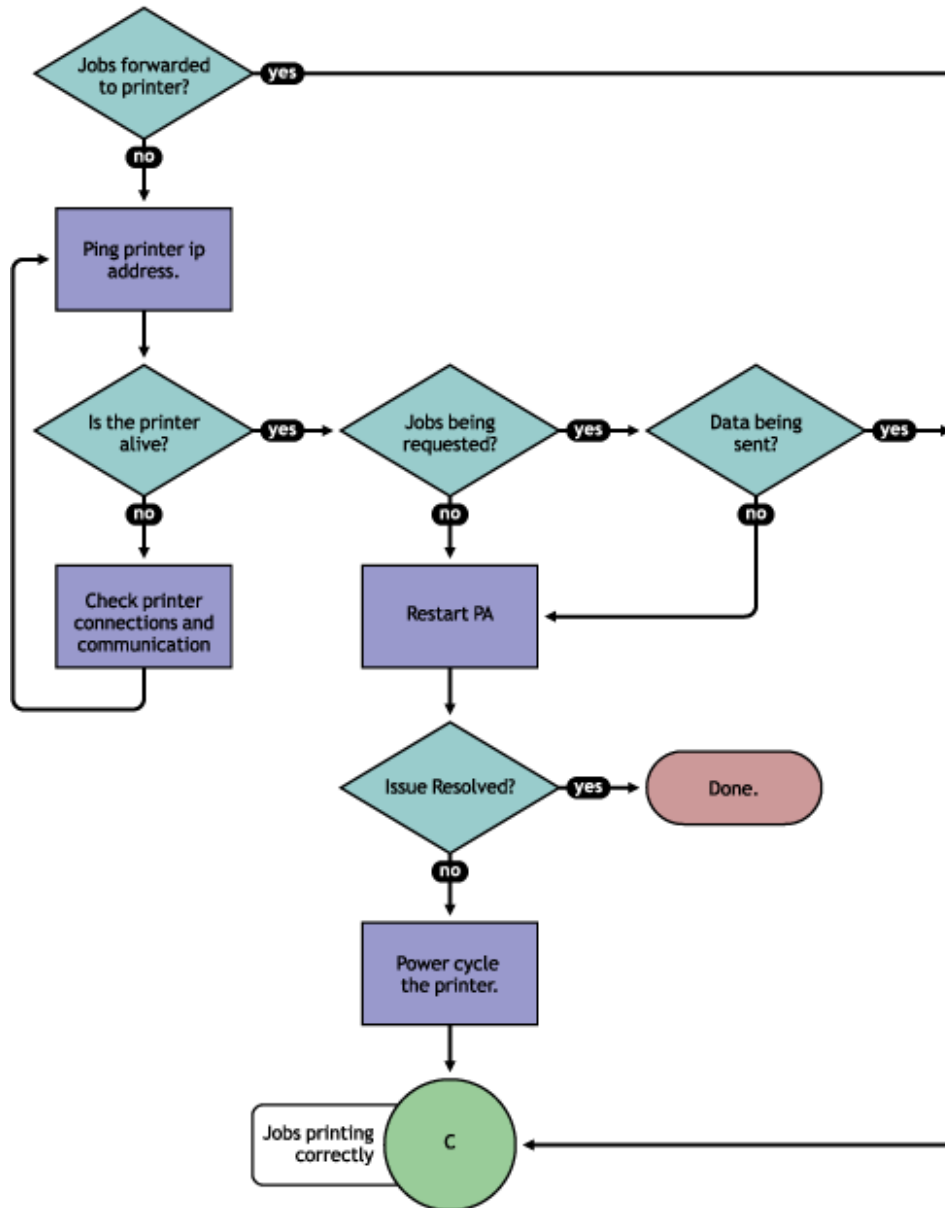 Jobs forwarded
to printer?
yes
no
Ping printer ip
address.
Is the printer
alive?
yes
Jobs being
requested?
yes
Data being
sent?
yes
no
no
no
Check printer
connections and
communication
Restart PA
Issue Resolved?
yes
Done.
no
Power cycle
the printer.
Jobs printing
correctly
C